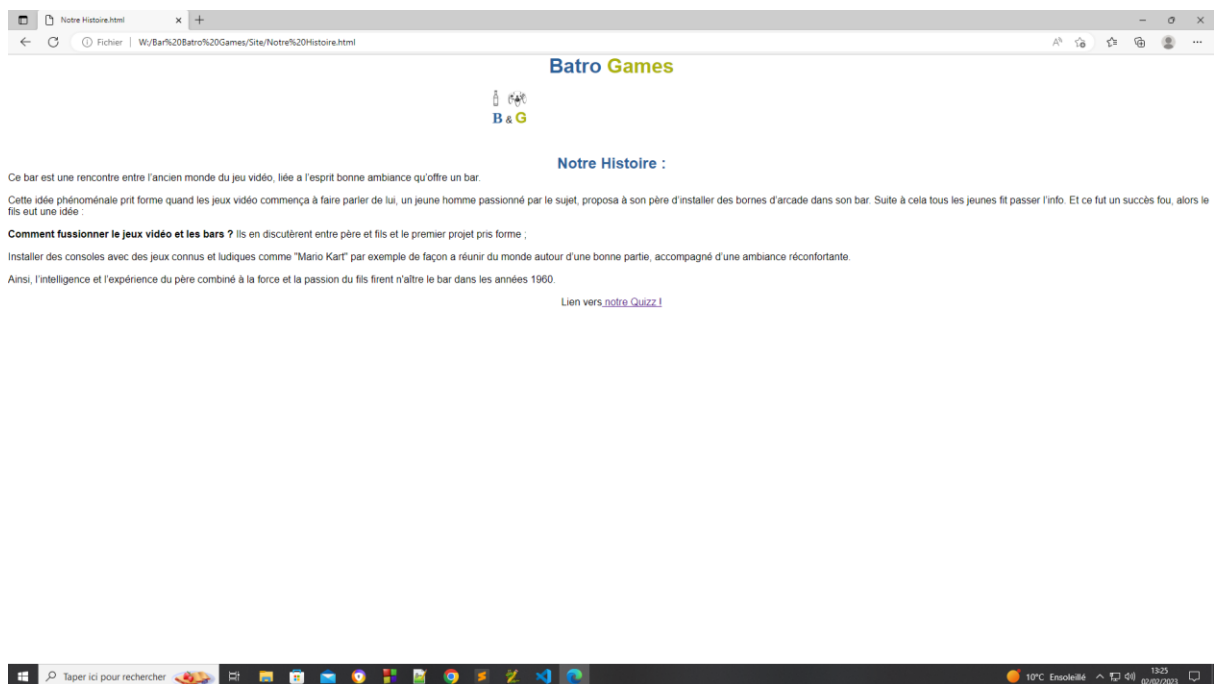 Notre Histoire.html
Fichier W:/Bar%20Batro%20Games/Site/Notre%20Histoire.html
Batro Games
B & G
Notre Histoire :
Ce bar est une rencontre entre l'ancien monde du jeu vidéo, liée a l'esprit bonne ambiance qu'offre un bar.
Cette idée phénoménale prit forme quand les jeux vidéo commença à faire parler de lui, un jeune homme passionné par le sujet, proposa à son père d'installer des bornes d'arcade dans son bar. Suite à cela tous les jeunes fit passer l'info. Et ce fut un succès fou, alors le
fils eut une idée :
Comment fussionner le jeux vidéo et les bars ? Ils en discutèrent entre père et fils et le premier projet pris forme ;
Installer des consoles avec des jeux connus et ludiques comme "Mario Kart" par exemple de façon a réunir du monde autour d'une bonne partie, accompagné d'une ambiance réconfortante.
Ainsi, l'intelligence et l'expérience du père combiné à la force et la passion du fils firent n'aître le bar dans les années 1960.
Lien vers notre Quizz !
Taper ici pour rechercher
10°C Ensoleillé
13:25
02/02/2023